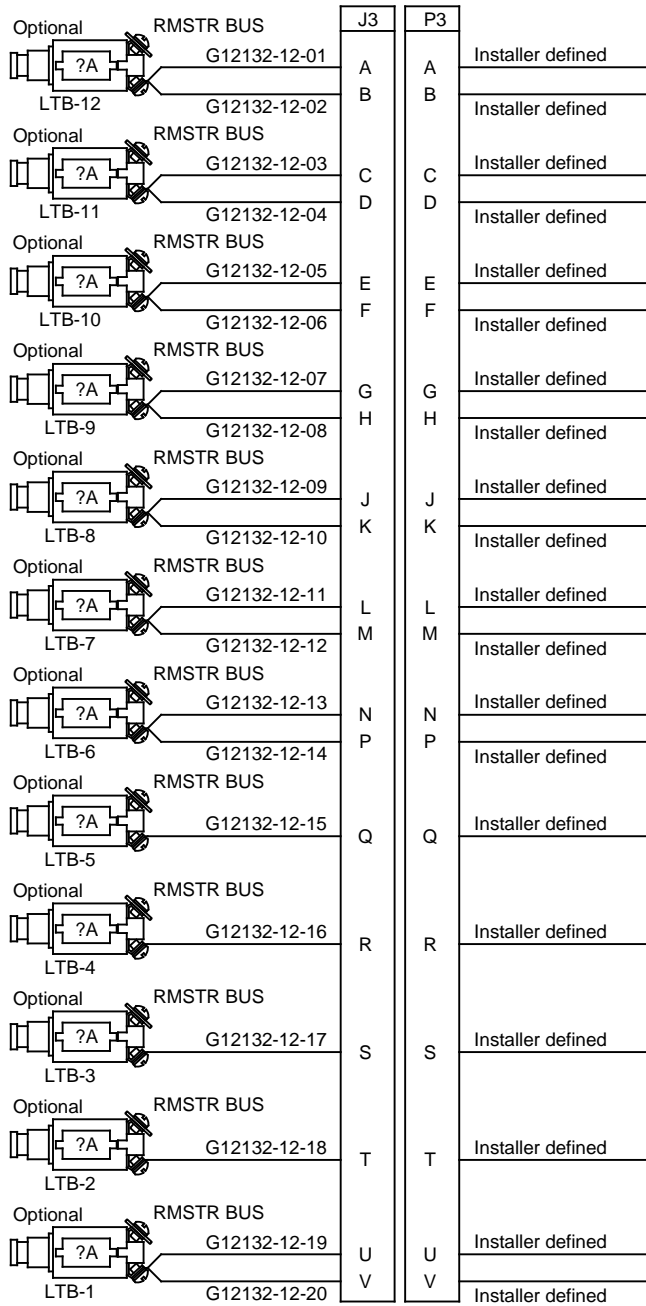 J3 P3
Optional RMSTR BUS
G12132-12-01 Installer defined
?A A A
B B
LTB-12 G12132-12-02 Installer defined
Optional RMSTR BUS
G12132-12-03 Installer defined
?A C C
D D
LTB-11 G12132-12-04 Installer defined
Optional RMSTR BUS
G12132-12-05 Installer defined
?A E E
F F
LTB-10 G12132-12-06 Installer defined
Optional RMSTR BUS
G12132-12-07 Installer defined
?A G G
H H
LTB-9 G12132-12-08 Installer defined
Optional RMSTR BUS
G12132-12-09 Installer defined
?A J J
K K
LTB-8 G12132-12-10 Installer defined
Optional RMSTR BUS
G12132-12-11 Installer defined
?A L L
M M
LTB-7 G12132-12-12 Installer defined
Optional RMSTR BUS
G12132-12-13 Installer defined
?A N N
P P
LTB-6 G12132-12-14 Installer defined
Optional RMSTR BUS
?A G12132-12-15 Installer defined
Q Q
LTB-5
Optional RMSTR BUS
?A G12132-12-16 Installer defined
R R
LTB-4
Optional RMSTR BUS
?A G12132-12-17 Installer defined
S S
LTB-3
Optional RMSTR BUS
?A G12132-12-18 Installer defined
T T
LTB-2
Optional RMSTR BUS
G12132-12-19 Installer defined
?A U U
V V
LTB-1 G12132-12-20 Installer defined